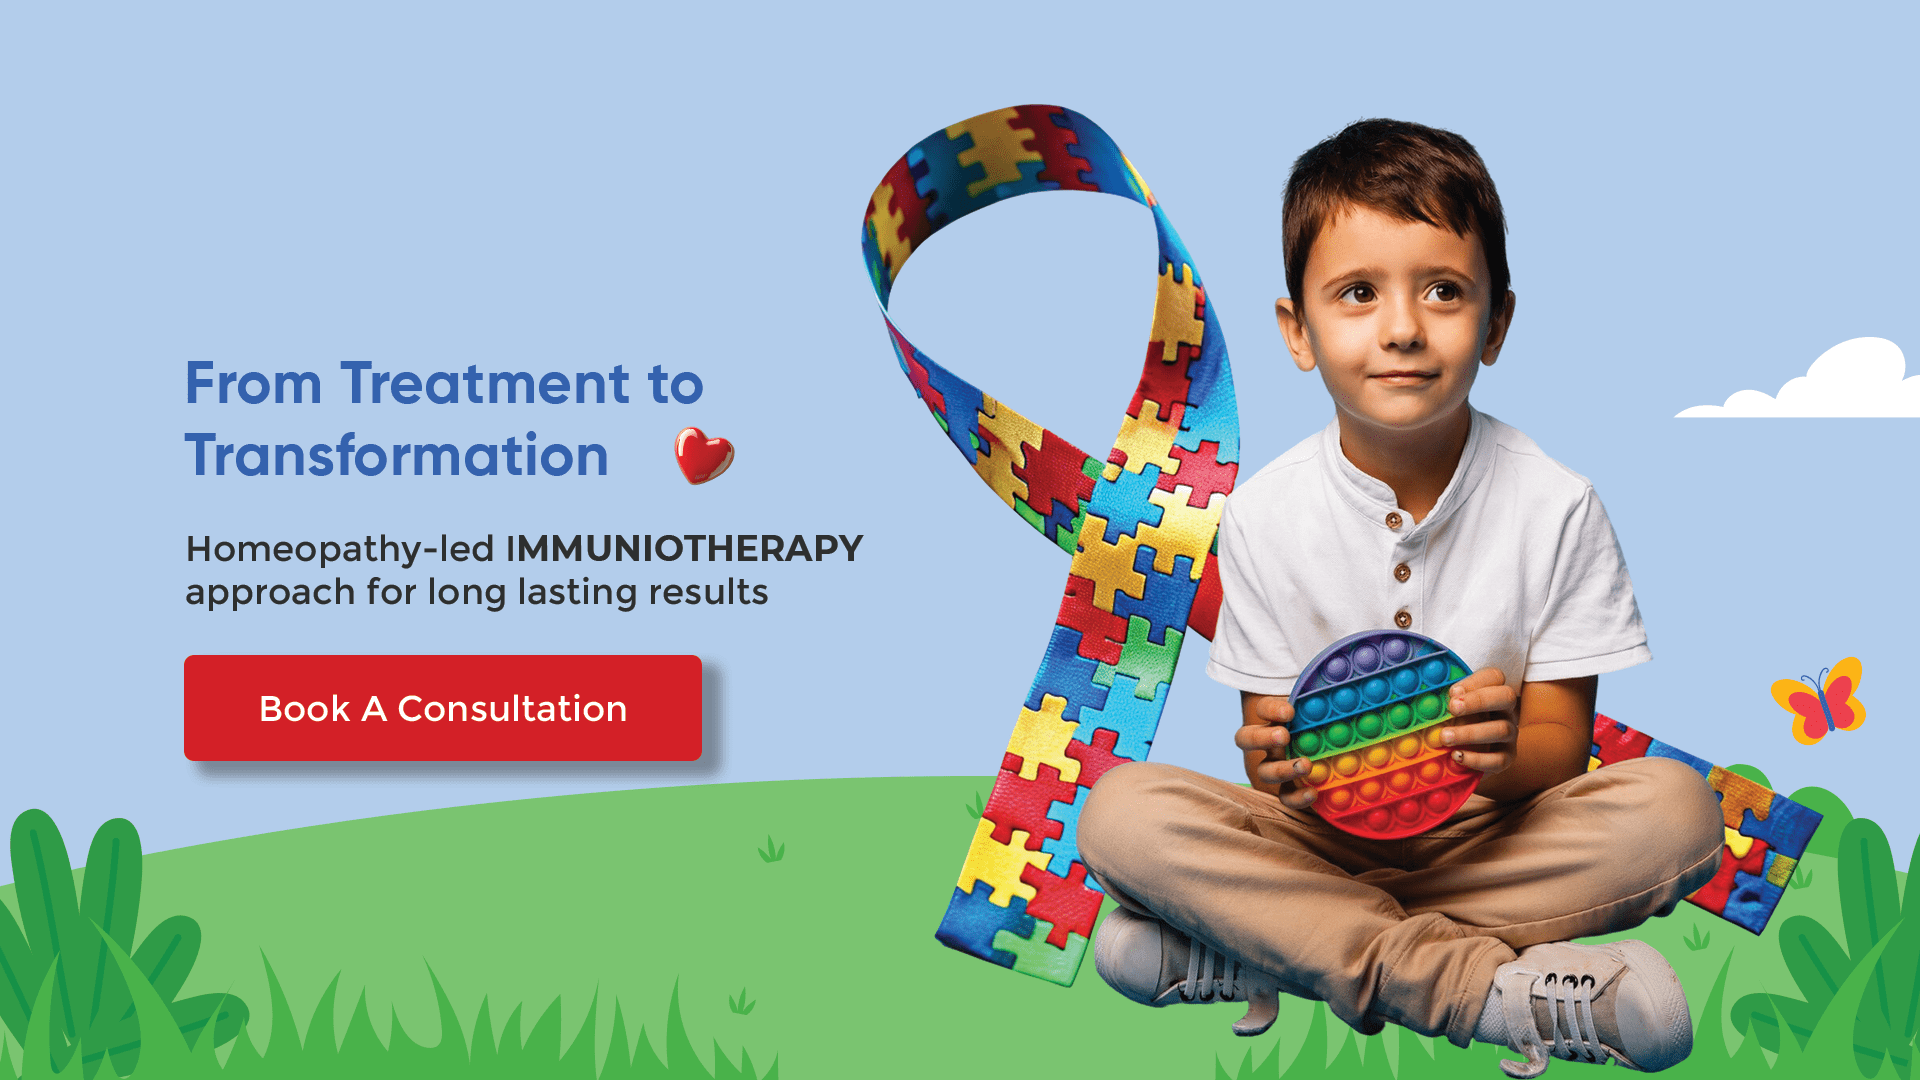 From Treatment to
Transformation
Homeopathy-led IMMUNIOTHERAPY
approach for long lasting results
Book A Consultation